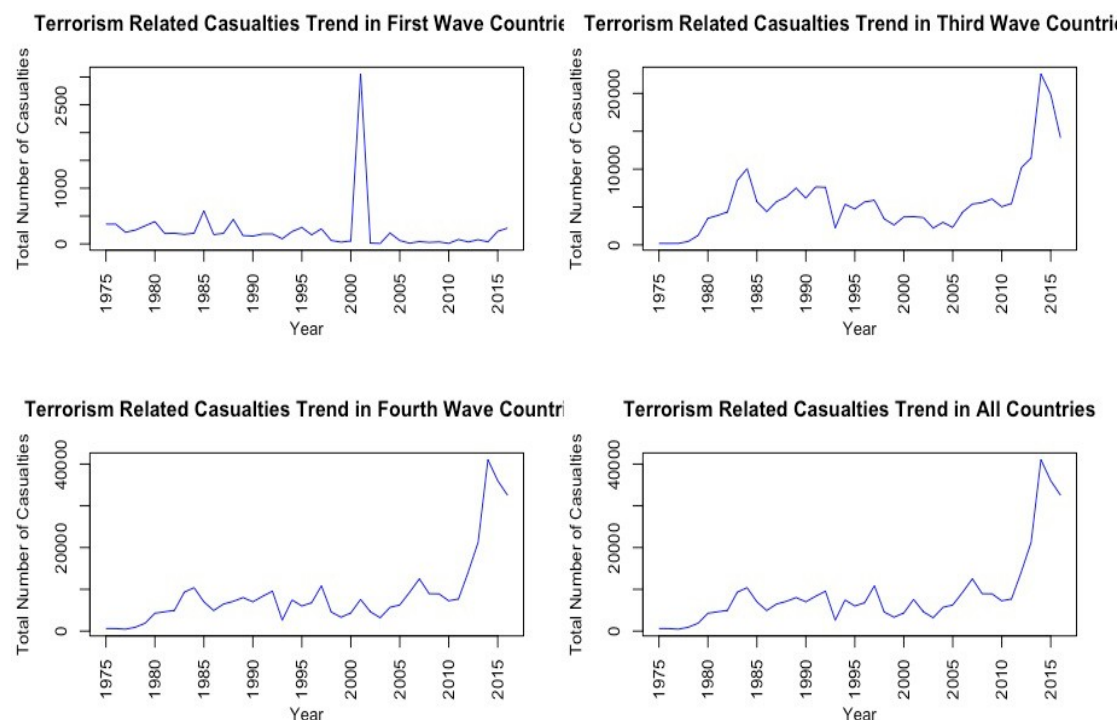 Terrorism Related Casualties Trend in First Wave Countrie
Total Number of Casualties
2500
1000
0
1975 1980 1985 1990 1995 2000 2005 2010 2015
Year
Terrorism Related Casualties Trend in Third Wave Countrie
Total Number of Casualties
20000
10000
0
1975 1980 1985 1990 1995 2000 2005 2010 2015
Year
Terrorism Related Casualties Trend in Fourth Wave Countri
Total Number of Casualties
40000
20000
0
1975 1980 1985 1990 1995 2000 2005 2010 2015
Year
Terrorism Related Casualties Trend in All Countries
Total Number of Casualties
40000
20000
0
1975 1980 1985 1990 1995 2000 2005 2010 2015
Year